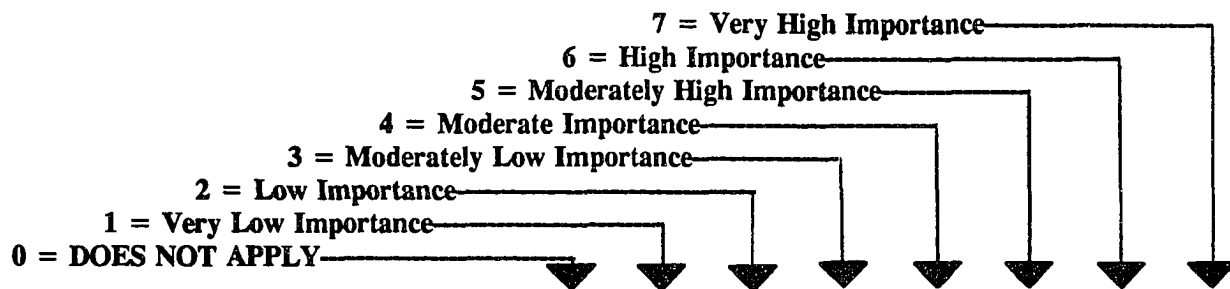 7 = Very High Importance
6 = High Importance
5 = Moderately High Importance
4 = Moderate Importance
3 = Moderately Low Importance
2 = Low Importance
1 = Very Low Importance
0 = DOES NOT APPLY